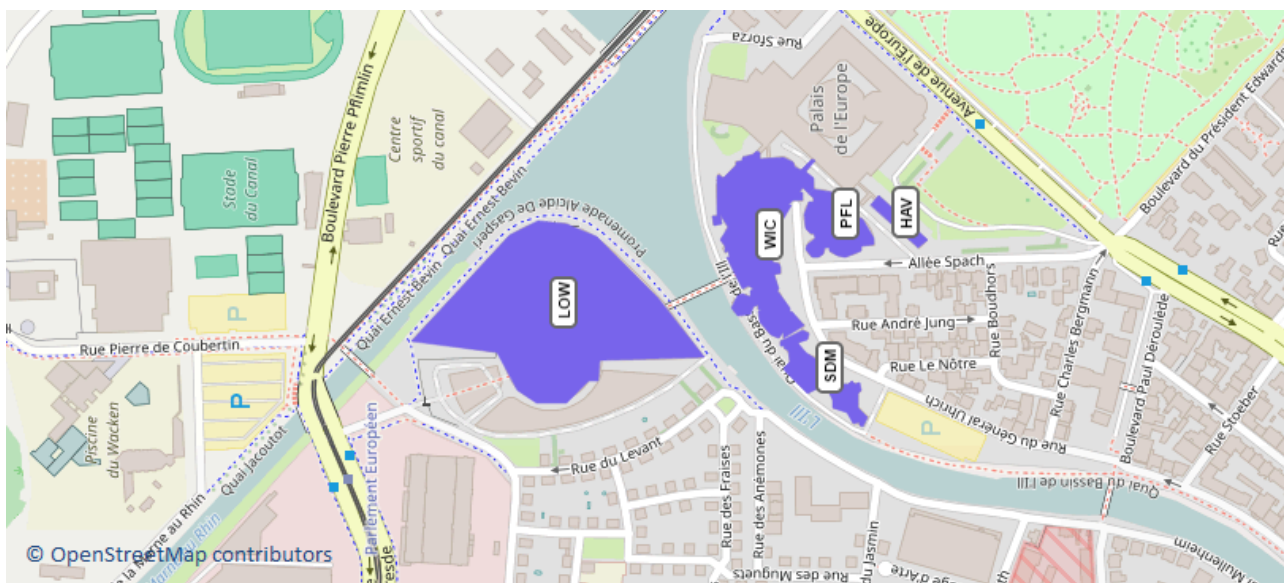 Rue Sforza
Avenue de l'Europe
Boulevard du Président Edwards
Palais
de l'Europe
Boulevard Pierre Pflimlin
Centre
sportif
du canal
Stade
du Canal
Quai Ernest Bevin
Quai Ernest Bevin
Promenade Alcide De Gasperi
WIC
PFL
HAV
LOW
SDM
Allée Spach
de l'Ill
Quai du Bas
Rue André Jung
Rue Boudhors
Rue Le Nôtre
Rue Charles Bergmann
Boulevard Paul Déroulède
Rue Stoeber
Rue du Général Uhrich
P
P
P
Rue Pierre de Coubertin
Piscine
du Wacken
Quai Jacoutot
L'Ill
Quai du Bassin de l'Ill
Rue du Levant
Rue des Fraises
Rue des Anémones
Rue des Muguets
du Jasmin
Parlement Européen
© OpenStreetMap contributors